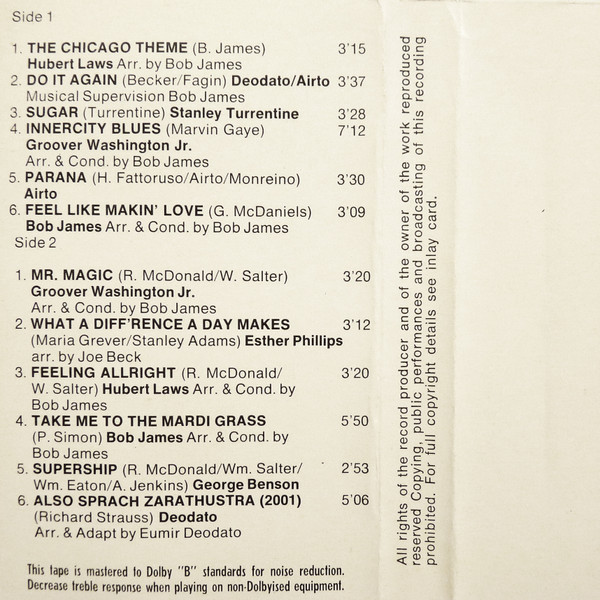 Side 1
1. THE CHICAGO THEME (B. James) 3'15
Hubert Laws Arr. by Bob James
2. DO IT AGAIN (Becker/Fagin) Deodato/Airto 3'37
Musical Supervision Bob James
3. SUGAR (Turrentine) Stanley Turrentine 3'28
4. INNERCITY BLUES (Marvin Gaye) 7'12
Groover Washington Jr.
Arr. & Cond. by Bob James
5. PARANA (H. Fattoruso/Airto/Monreino) 3'30
Airto
6. FEEL LIKE MAKIN' LOVE (G. McDaniels) 3'09
Bob James Arr. & Cond. by Bob James
Side 2
1. MR. MAGIC (R. McDonald/W. Salter) 3'20
Groover Washington Jr.
Arr. & Cond. by Bob James
2. WHAT A DIFF'RENCE A DAY MAKES 3'12
(Maria Grever/Stanley Adams) Esther Phillips
arr. by Joe Beck
3. FEELING ALLRIGHT (R. McDonald/ 3'20
W. Salter) Hubert Laws Arr. & Cond. by
Bob James
4. TAKE ME TO THE MARDI GRASS 5'50
(P. Simon) Bob James Arr. & Cond. by
Bob James
5. SUPERSHIP (R. McDonald/Wm. Salter/ 2'53
Wm. Eaton/A. Jenkins) George Benson
6. ALSO SPRACH ZARATHUSTRA (2001) 5'06
(Richard Strauss) Deodato
Arr. & Adapt by Eumir Deodato
This tape is mastered to Dolby "B" standards for noise reduction.
Decrease treble response when playing on non-Dolbyised equipment.
All rights of the record producer and of the owner of the work reproduced
reserved Copying, public performances and broadcasting of this recording
prohibited. For full copyright details see inlay card.